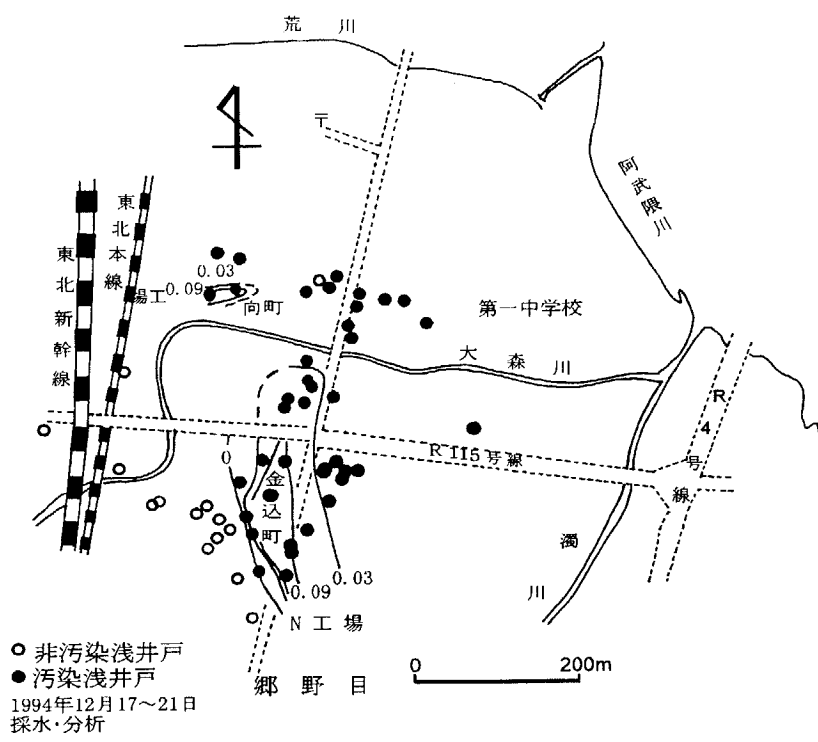 荒川
〒
阿武隈川
東北本線
東北新幹線
0.03
0.09
場工
向町
第一中学校
大森川
R4号線
R115号線
0
金込町
濁川
0.03
0.09
N工場
郷野目
非汚染浅井戸
汚染浅井戸
1994年12月17〜21日
採水・分析
0 200m